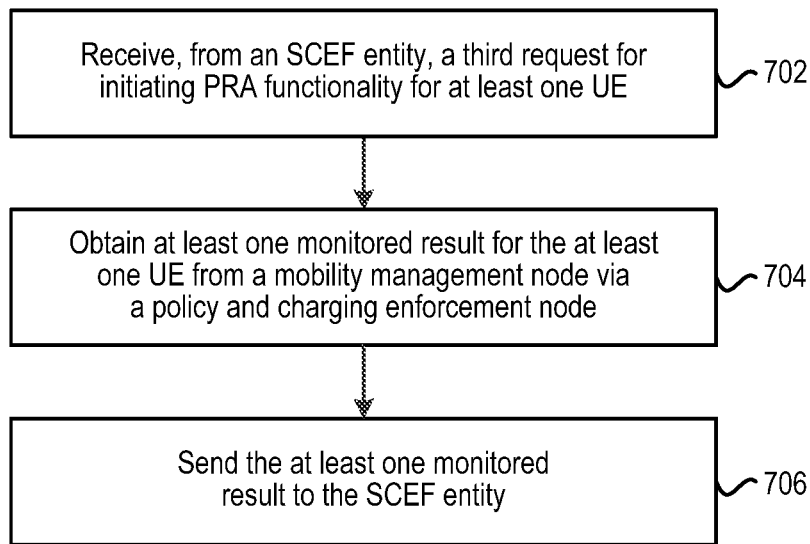 Receive, from an SCEF entity, a third request for
initiating PRA functionality for at least one UE
702
Obtain at least one monitored result for the at least
one UE from a mobility management node via
a policy and charging enforcement node
704
Send the at least one monitored
result to the SCEF entity
706